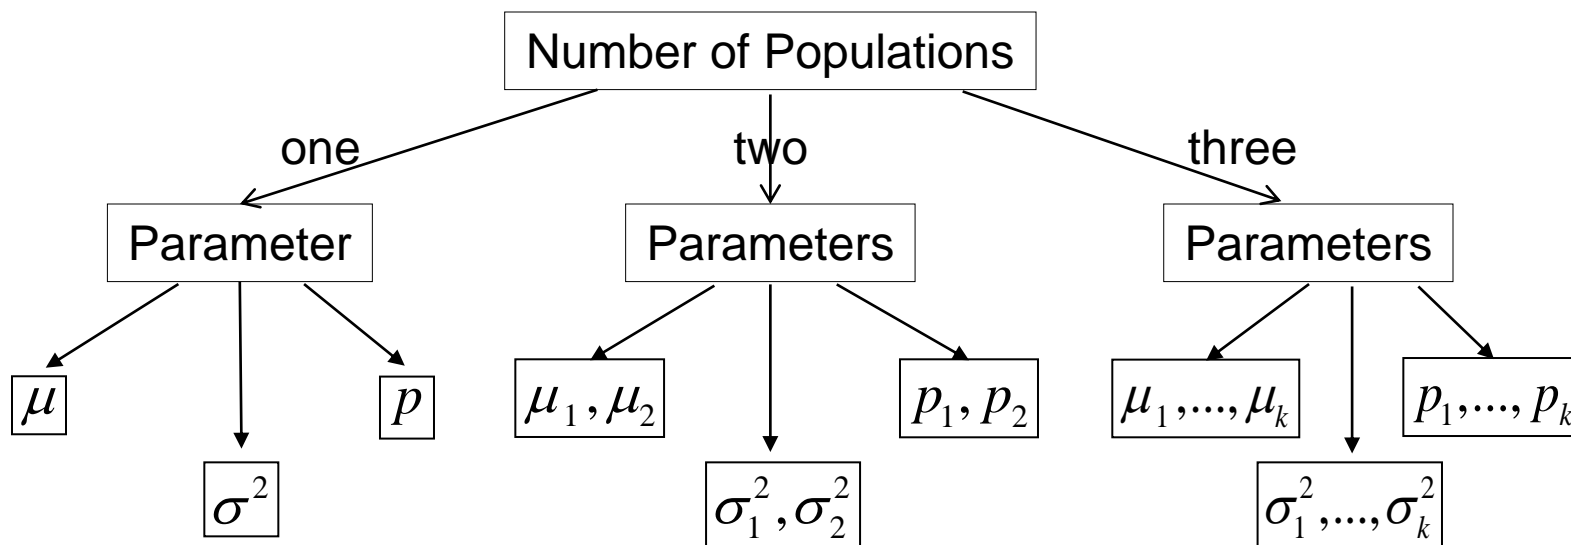 Number of Populations
one two three
Parameter Parameters Parameters
μ p μ₁,μ₂ p₁,p₂ μ₁,...,μₖ p₁,...,pₖ
σ² σ₁²,σ₂² σ₁²,...,σₖ²